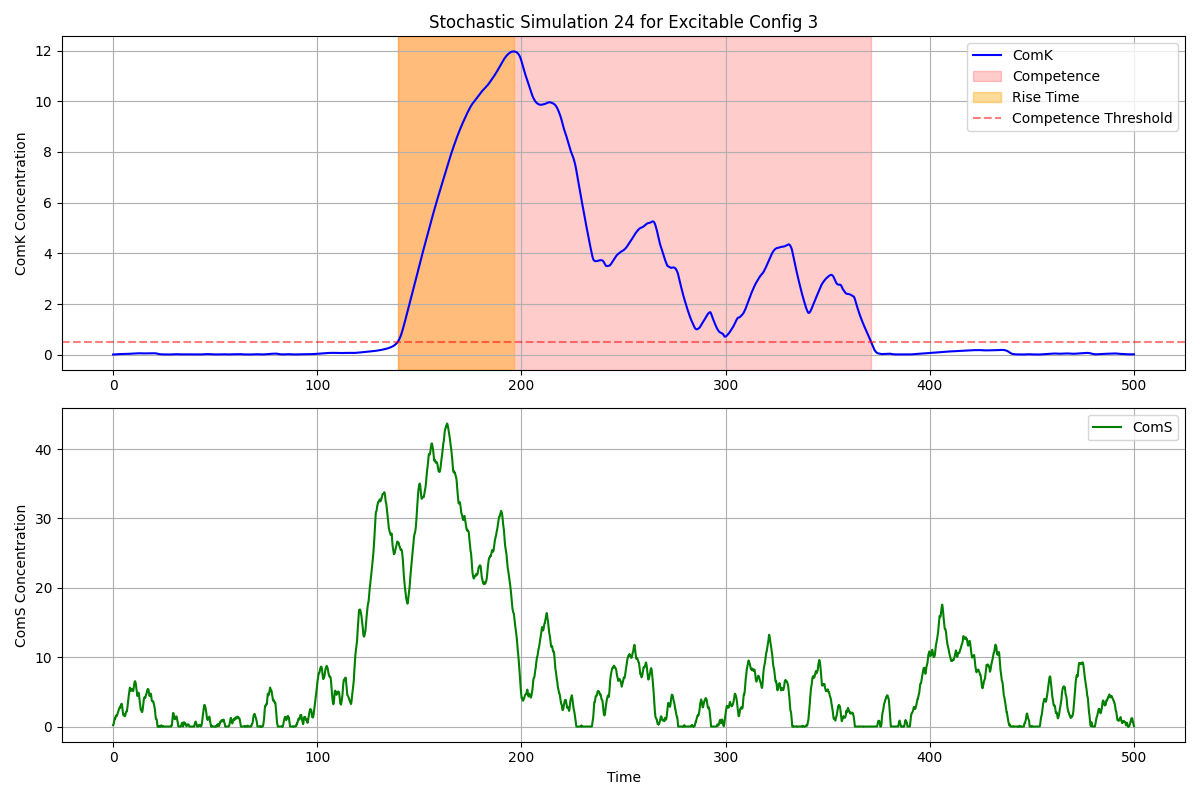 Stochastic Simulation 24 for Excitable Config 3
ComK Concentration
12
10
8
6
4
2
0
ComK
Competence
Rise Time
Competence Threshold
0 100 200 300 400 500
ComS Concentration
40
30
20
10
0
ComS
0 100 200 300 400 500
Time